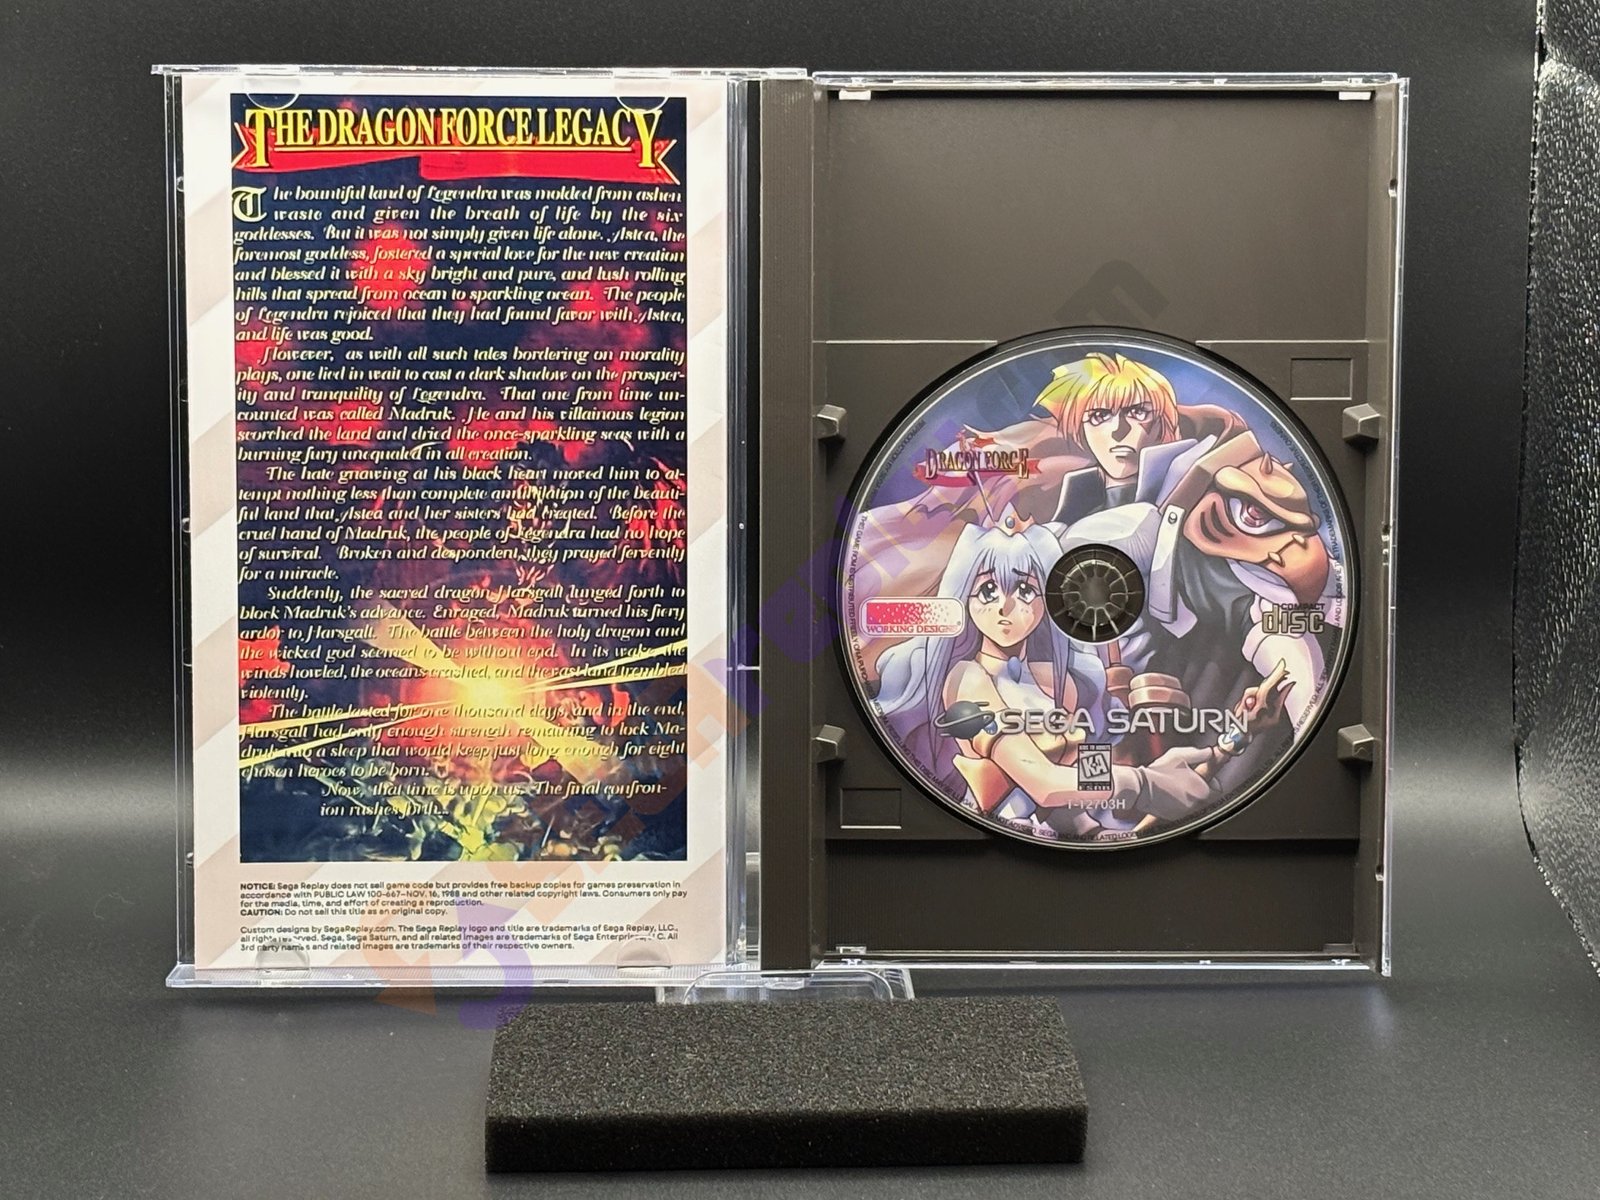 THE DRAGON FORCE LEGACY
The bountiful land of Legendra was molded from ashen
waste and given the breath of life by the six
goddesses. But it was not simply given life alone. Astea, the
foremost goddess, fostered a special love for the new creation
and blessed it with a sky bright and pure, and lush rolling
hills that spread from ocean to sparkling ocean. The people
of Legendra rejoiced that they had found favor with Astea,
and life was good.
However, as with all such tales bordering on morality
plays, one lied in wait to cast a dark shadow on the prosper-
ity and tranquility of Legendra. That one from time un-
counted was called Madruk. He and his villainous legion
scorched the land and dried the once-sparkling seas with a
burning fury unequaled in all creation.
The hate gnawing at his black heart moved him to at-
tempt nothing less than complete annihilation of the beauti-
ful land that Astea and her sisters had created. Before the
cruel hand of Madruk, the people of Legendra had no hope
of survival. Broken and despondent, they prayed fervently
for a miracle.
Suddenly, the sacred dragon Harsgalt lunged forth to
block Madruk's advance. Enraged, Madruk turned his fiery
ardor to Harsgalt. The battle between the holy dragon and
the wicked god seemed to be without end. In its wake the
winds howled, the oceans crashed, and the vast land trembled
violently.
The battle lasted for one thousand days, and in the end,
Harsgalt had only enough strength remaining to lock Ma-
druk into a sleep that would keep just long enough for eight
chosen heroes to be born.
Now, that time is upon us. The final confron-
tion rushes forth...
NOTICE: Sega Replay does not sell game code but provides free backup copies for games preservation in
accordance with PUBLIC LAW 100-667-NOV. 16, 1988 and other related copyright laws. Consumers only pay
for the media, time, and effort of creating a reproduction.
CAUTION: Do not sell this title as an original copy.
Custom designs by SegaReplay.com. The Sega Replay logo and title are trademarks of Sega Replay, LLC.,
all rights reserved. Sega, Sega Saturn, and all related images are trademarks of Sega Enterprises, LLC. All
3rd party names and related images are trademarks of their respective owners.
DRAGON FORCE
WORKING DESIGNS
COMPACT
disc
SEGA SATURN
KIDS TO ADULTS
K-A
ESRB
T-12703H